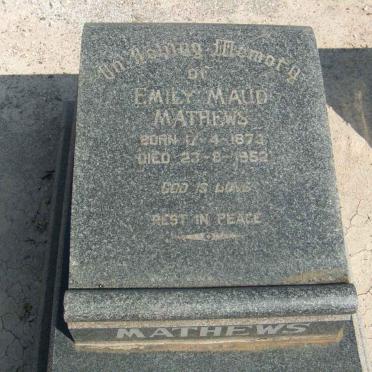 In Loving Memory
of
EMILY MAUD
MATHEWS
BORN 17-4-1873
DIED 23-8-1952
GOD IS LOVE
REST IN PEACE
MATHEWS